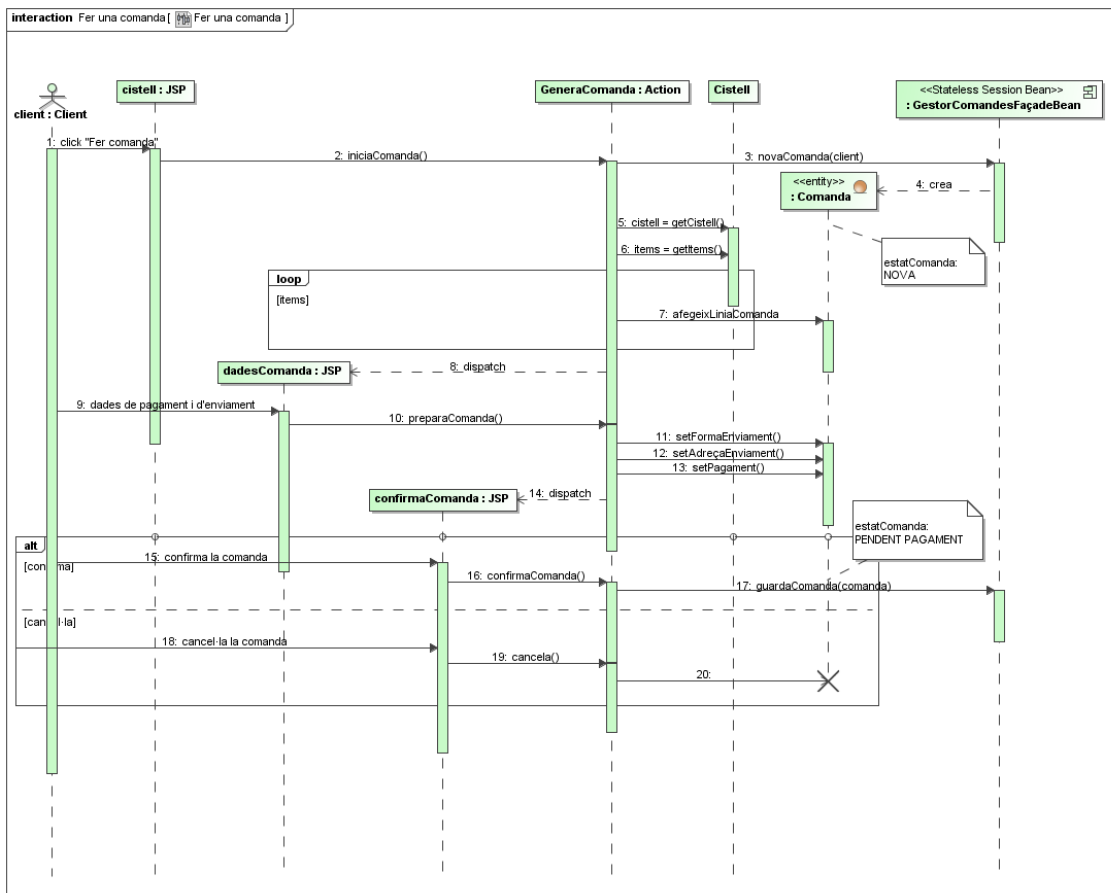 interaction Fer una comanda[ Fer una comanda ]
client : Client
cistell : JSP
GeneraComanda : Action
Cistell
<<Stateless Session Bean>>
: GestorComandesFaçadeBean
1: click "Fer comanda"
2: iniciaComanda()
3: novaComanda(client)
4: crea
<<entity>>
: Comanda
5: cistell = getCistell()
6: items = getItems()
estatComanda:
NOVA
loop
[items]
7: afegeixLiniaComanda
dadesComanda : JSP
8: dispatch
9: dades de pagament i d'enviament
10: preparaComanda()
11: setFormaEnviament()
12: setAdreçaEnviament()
13: setPagament()
confirmaComanda : JSP
14: dispatch
estatComanda:
PENDENT PAGAMENT
alt
[confirma]
15: confirma la comanda
16: confirmaComanda()
17: guardaComanda(comanda)
[cancel·la]
18: cancel·la la comanda
19: cancela()
20: